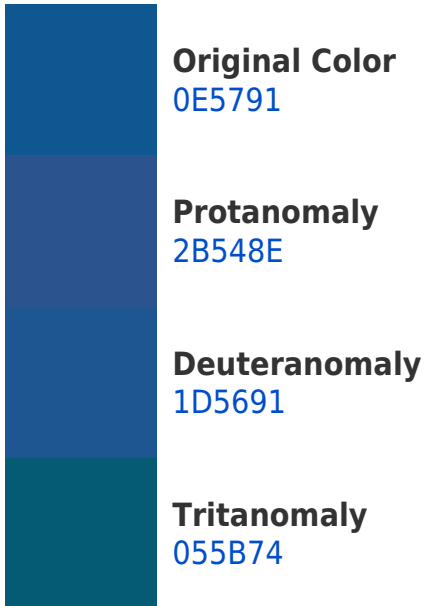 Original Color
0E5791
Protanomaly
2B548E
Deuteranomaly
1D5691
Tritanomaly
055B74